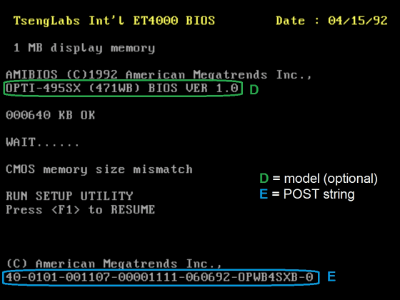 TsengLabs Int'l ET4000 BIOS Date : 04/15/92
1 MB display memory
AMIBIOS (C)1992 American Megatrends Inc.,
OPTI-495SX (471WB) BIOS VER 1.0 D
000640 KB OK
WAIT......
CMOS memory size mismatch
D = model (optional)
RUN SETUP UTILITY
E = POST string
Press <F1> to RESUME
(C) American Megatrends Inc.,
40-0101-001107-00001111-060692-OPWB4SXB-0 E